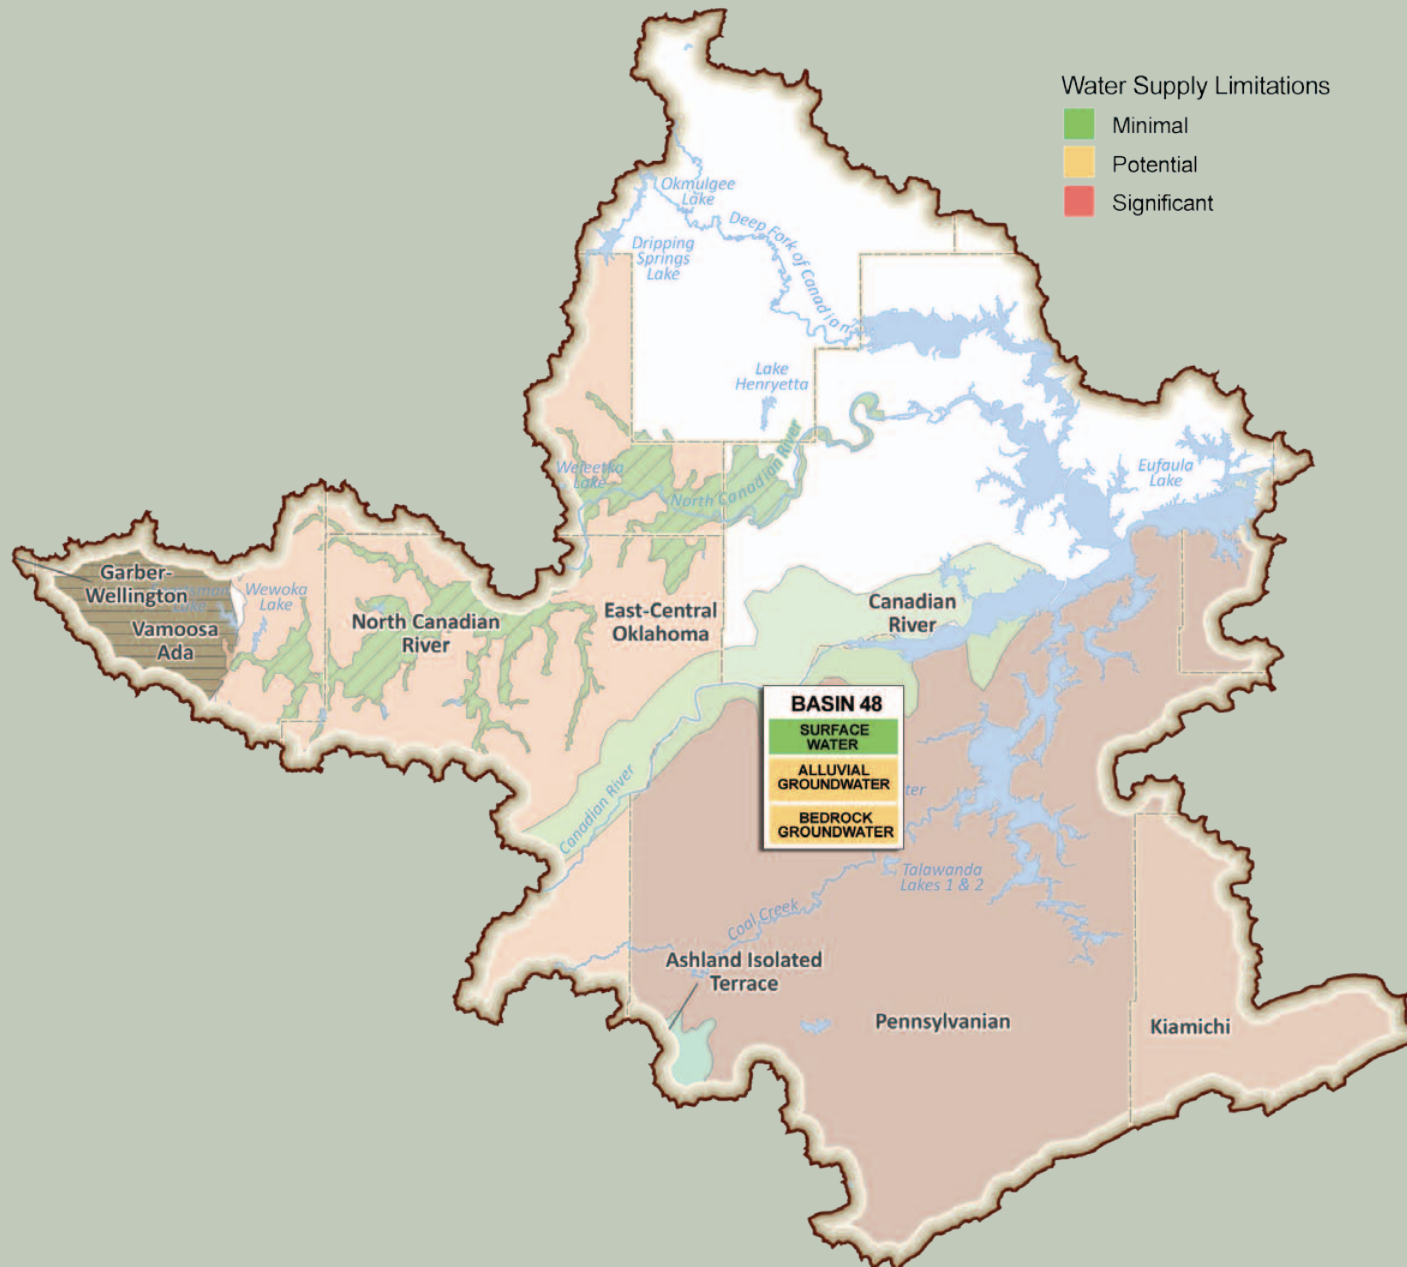 Water Supply Limitations
Minimal
Potential
Significant
Okmulgee
Lake
Deep Fork of Canadian
Dripping
Springs
Lake
Lake
Henryetta
Weleetka
Lake
North Canadian River
Eufaula
Lake
Garber-
Wellington
Lake
Wewoka
Lake
Vamoosa
Ada
North Canadian
River
East-Central
Oklahoma
Canadian
River
BASIN 48
SURFACE
WATER
ALLUVIAL
GROUNDWATER
BEDROCK
GROUNDWATER
Canadian River
Talawanda
Lakes 1 & 2
Coal Creek
Ashland Isolated
Terrace
Pennsylvanian
Kiamichi